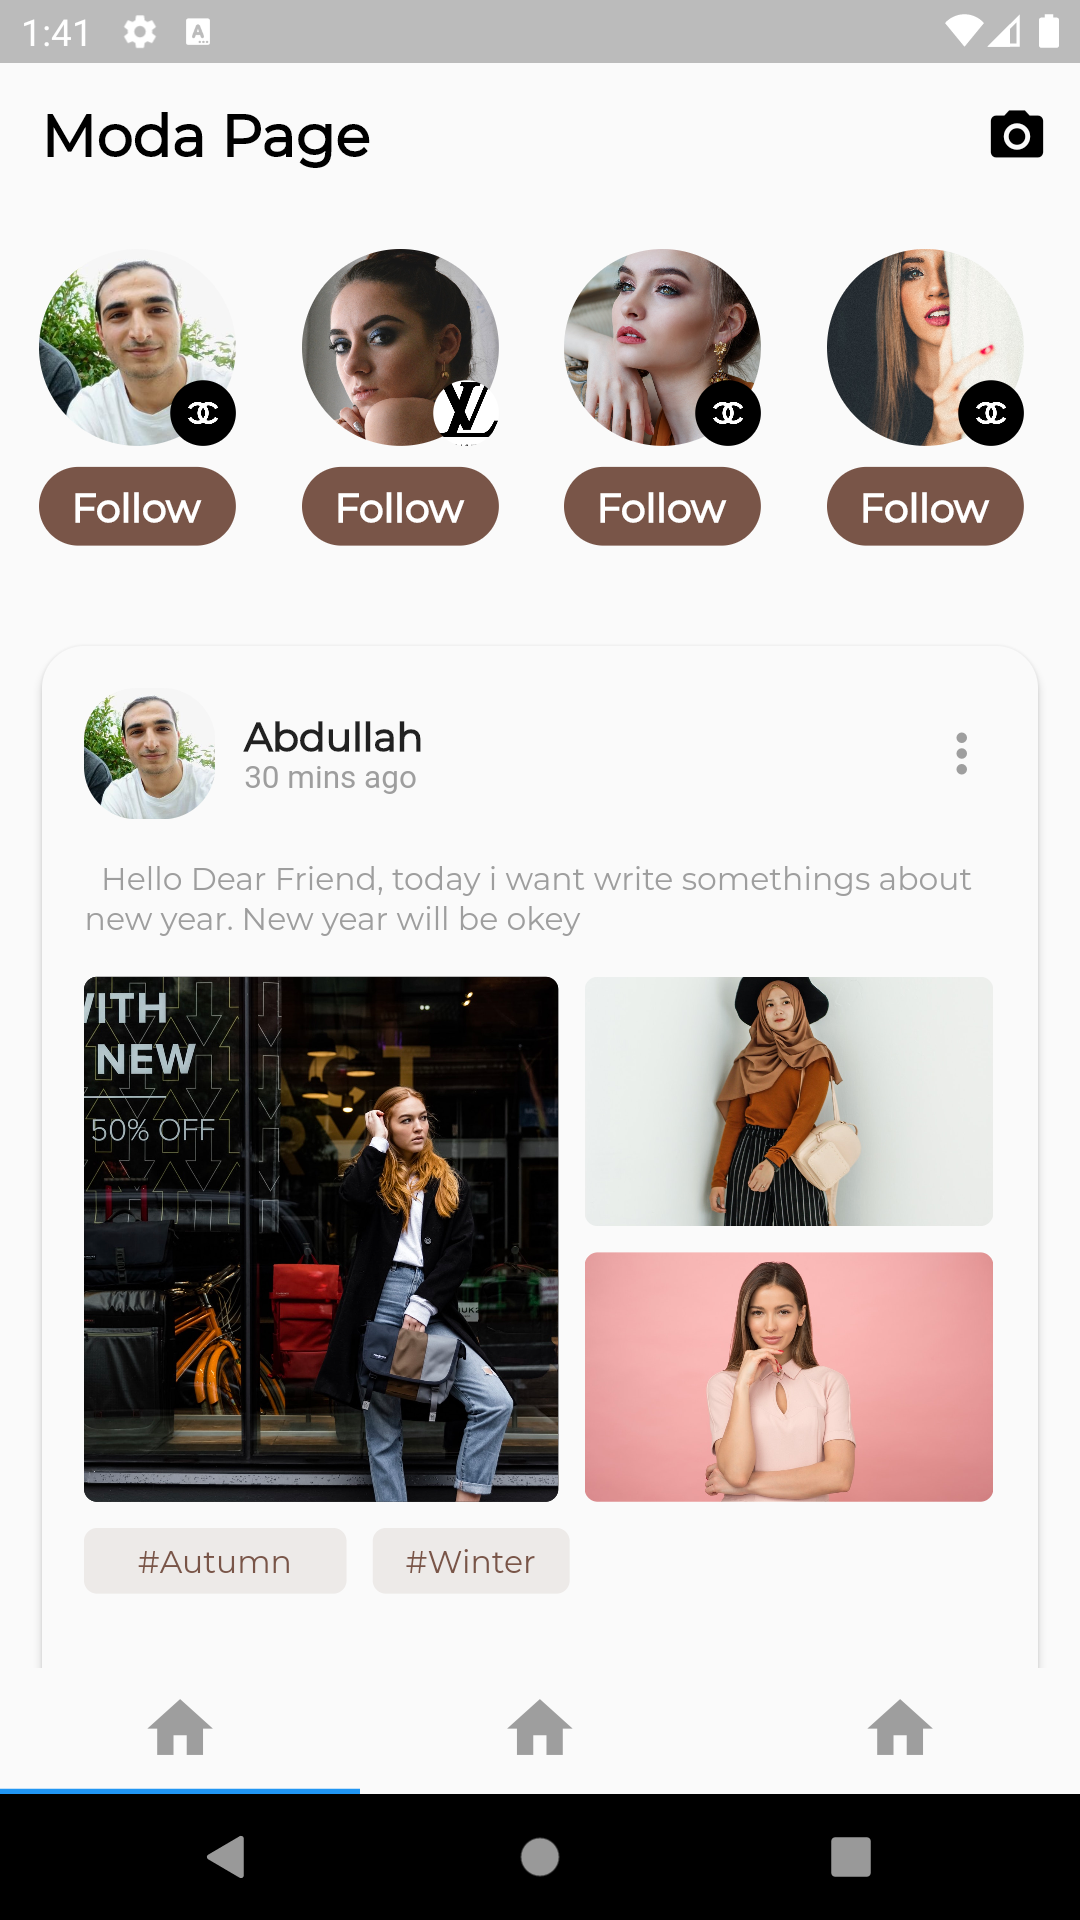 1:41
Moda Page
Follow Follow Follow Follow
Abdullah
30 mins ago
Hello Dear Friend, today i want write somethings about
new year. New year will be okey
WITH
NEW
50% OFF
#Autumn #Winter